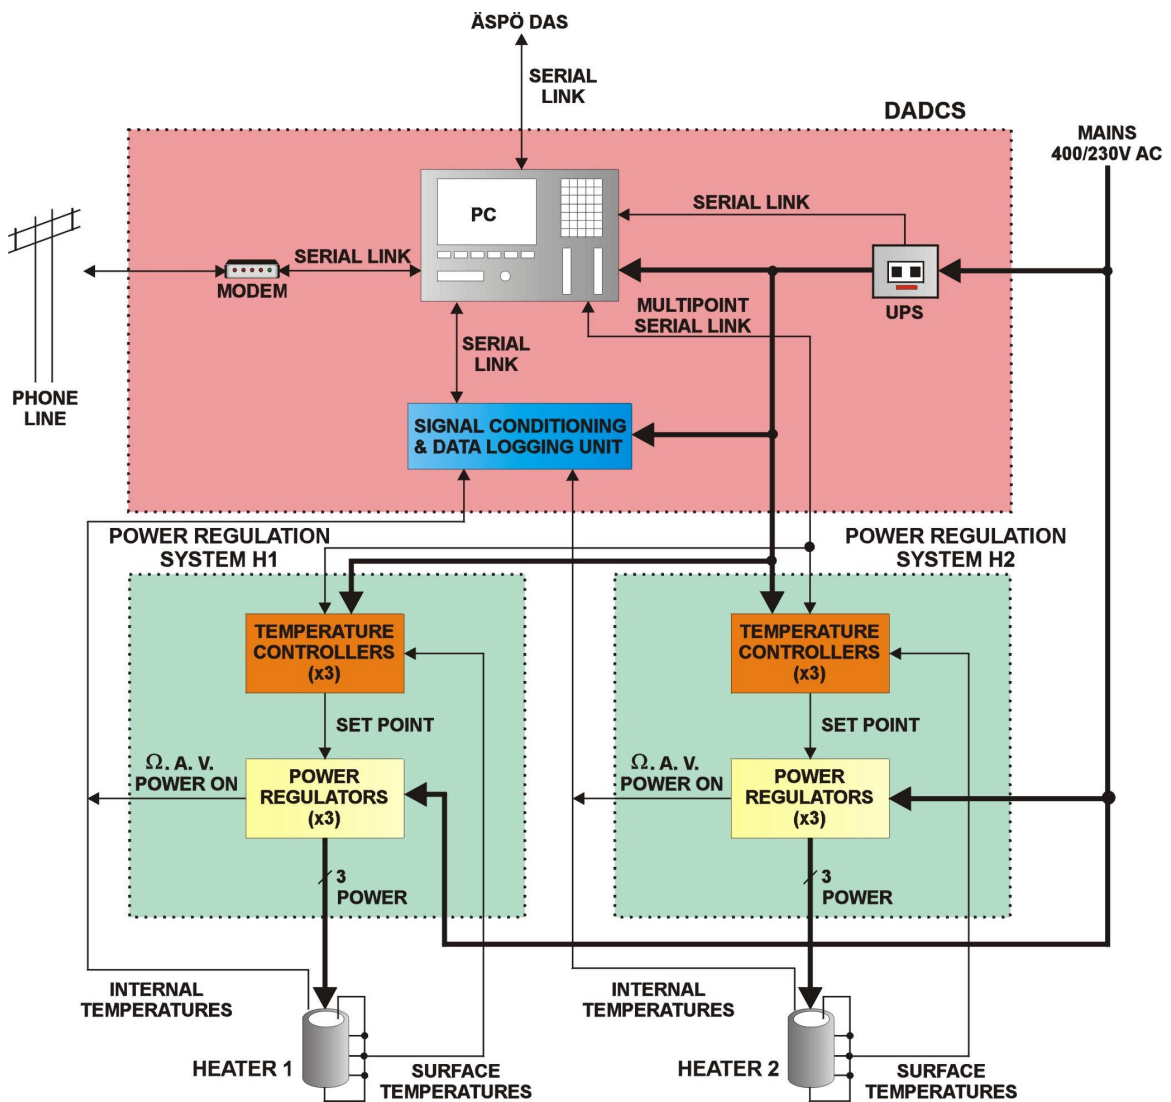 ÄSPÖ DAS
SERIAL
LINK
DADCS
MAINS
400/230V AC
PC
SERIAL LINK
SERIAL LINK
MODEM
UPS
MULTIPOINT
SERIAL LINK
SERIAL
LINK
PHONE
LINE
SIGNAL CONDITIONING
& DATA LOGGING UNIT
POWER REGULATION
SYSTEM H1
POWER REGULATION
SYSTEM H2
TEMPERATURE
CONTROLLERS
(x3)
TEMPERATURE
CONTROLLERS
(x3)
SET POINT
SET POINT
Ω. A. V.
POWER ON
POWER
REGULATORS
(x3)
Ω. A. V.
POWER ON
POWER
REGULATORS
(x3)
3
POWER
3
POWER
INTERNAL
TEMPERATURES
INTERNAL
TEMPERATURES
HEATER 1
SURFACE
TEMPERATURES
HEATER 2
SURFACE
TEMPERATURES